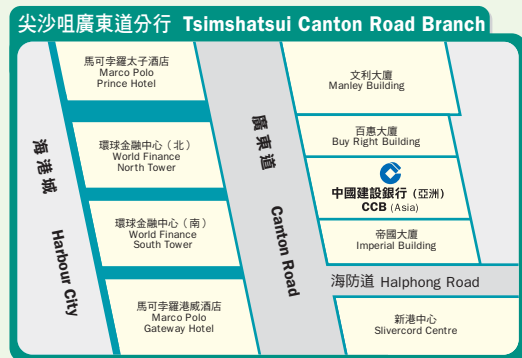 尖沙咀廣東道分行 Tsimshatsui Canton Road Branch
馬可孛羅太子酒店
Marco Polo
Prince Hotel
環球金融中心（北）
World Finance
North Tower
環球金融中心（南）
World Finance
South Tower
馬可孛羅港威酒店
Marco Polo
Gateway Hotel
海港城 Harbour City
廣東道 Canton Road
文利大廈
Manley Building
百惠大廈
Buy Right Building
中國建設銀行（亞洲）
CCB (Asia)
帝國大廈
Imperial Building
海防道 Halphong Road
新港中心
Slivercord Centre